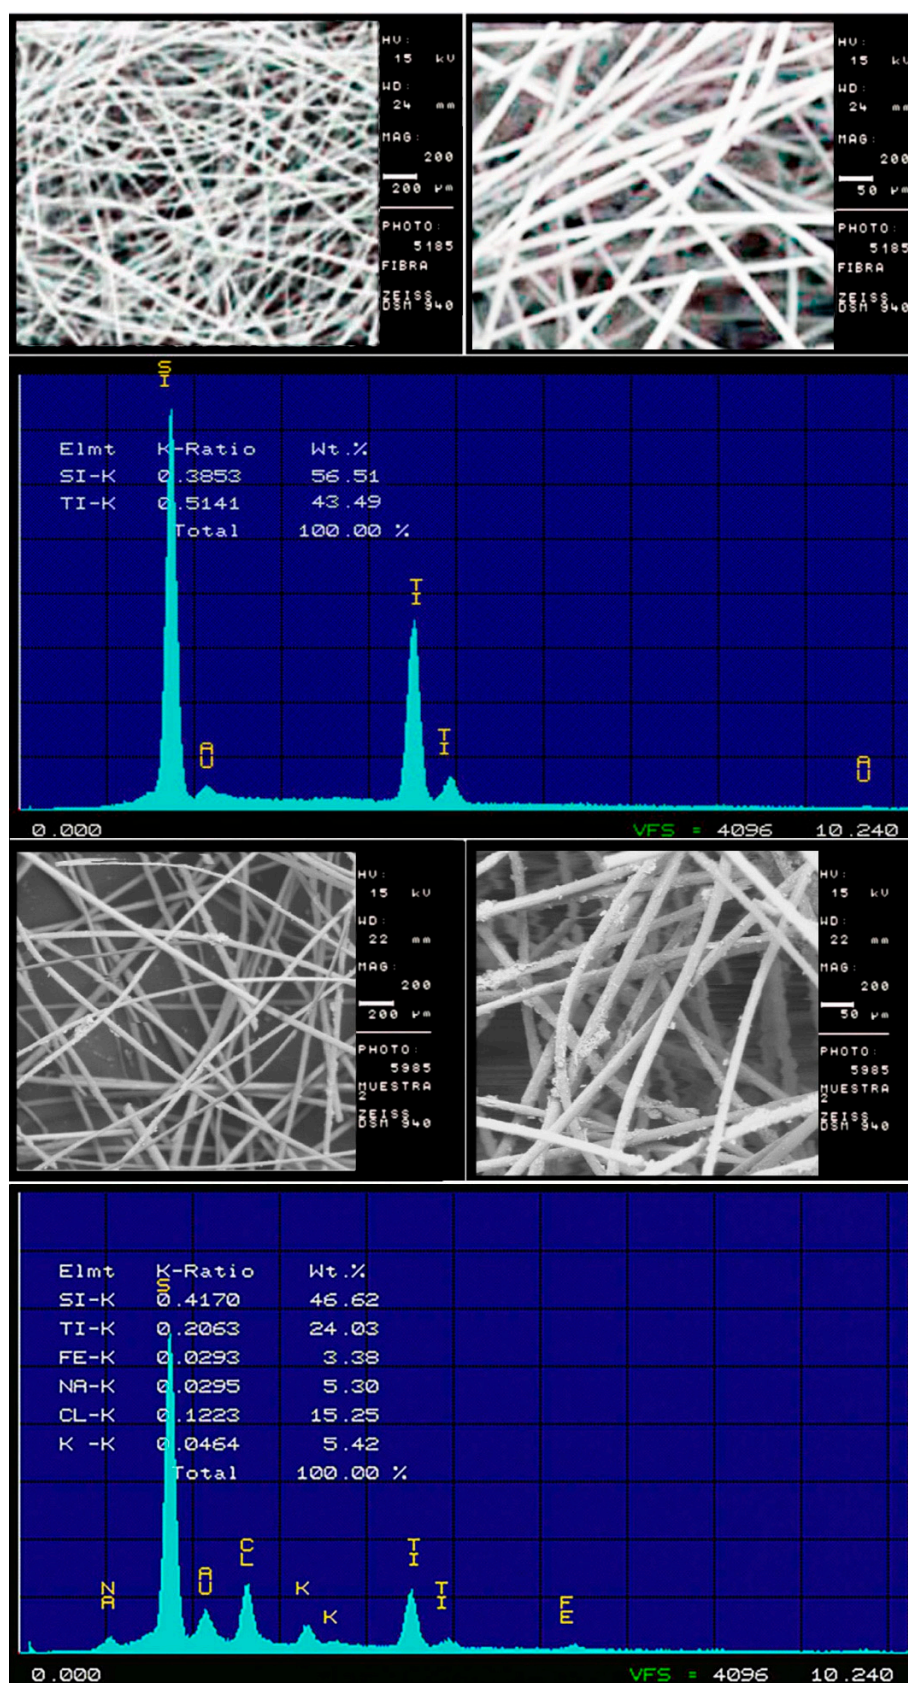 HV:
15 kV
WD:
24 mm
MAG:
200
200 µm
PHOTO:
5185
FIBRA
ZEISS
DSM 940
HV:
15 kV
WD:
24 mm
MAG:
200
50 µm
PHOTO:
5185
FIBRA
ZEISS
DSM 940
SI
Elmt K-Ratio Wt.%
SI-K 0.3853 56.51
TI-K 0.5141 43.49
Total 100.00 %
TI
AU
TI
AU
0.000 VFS = 4096 10.240
HV:
15 kV
WD:
22 mm
MAG:
200
200 µm
PHOTO:
5985
MUESTRA
2
ZEISS
DSM 940
HV:
15 kV
WD:
22 mm
MAG:
200
50 µm
PHOTO:
5985
MUESTRA
2
ZEISS
DSM 940
Elmt K-Ratio Wt.%
S
SI-K 0.4170 46.62
TI-K 0.2063 24.03
FE-K 0.0293 3.38
NA-K 0.0295 5.30
CL-K 0.1223 15.25
K -K 0.0464 5.42
Total 100.00 %
NA
AU
CL
K
K
TI
TI
FE
0.000 VFS = 4096 10.240